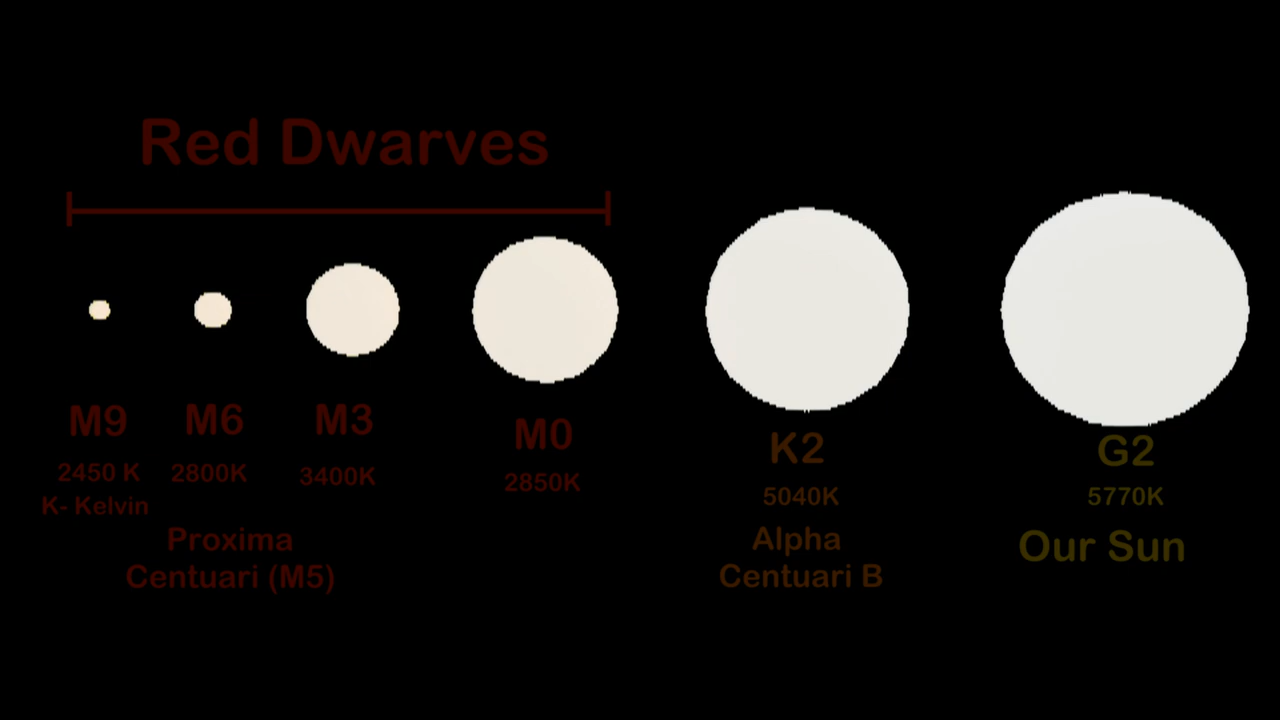 Red Dwarves
M9
2450 K
K- Kelvin
M6
2800K
M3
3400K
M0
2850K
K2
5040K
G2
5770K
Proxima
Centuari (M5)
Alpha
Centuari B
Our Sun